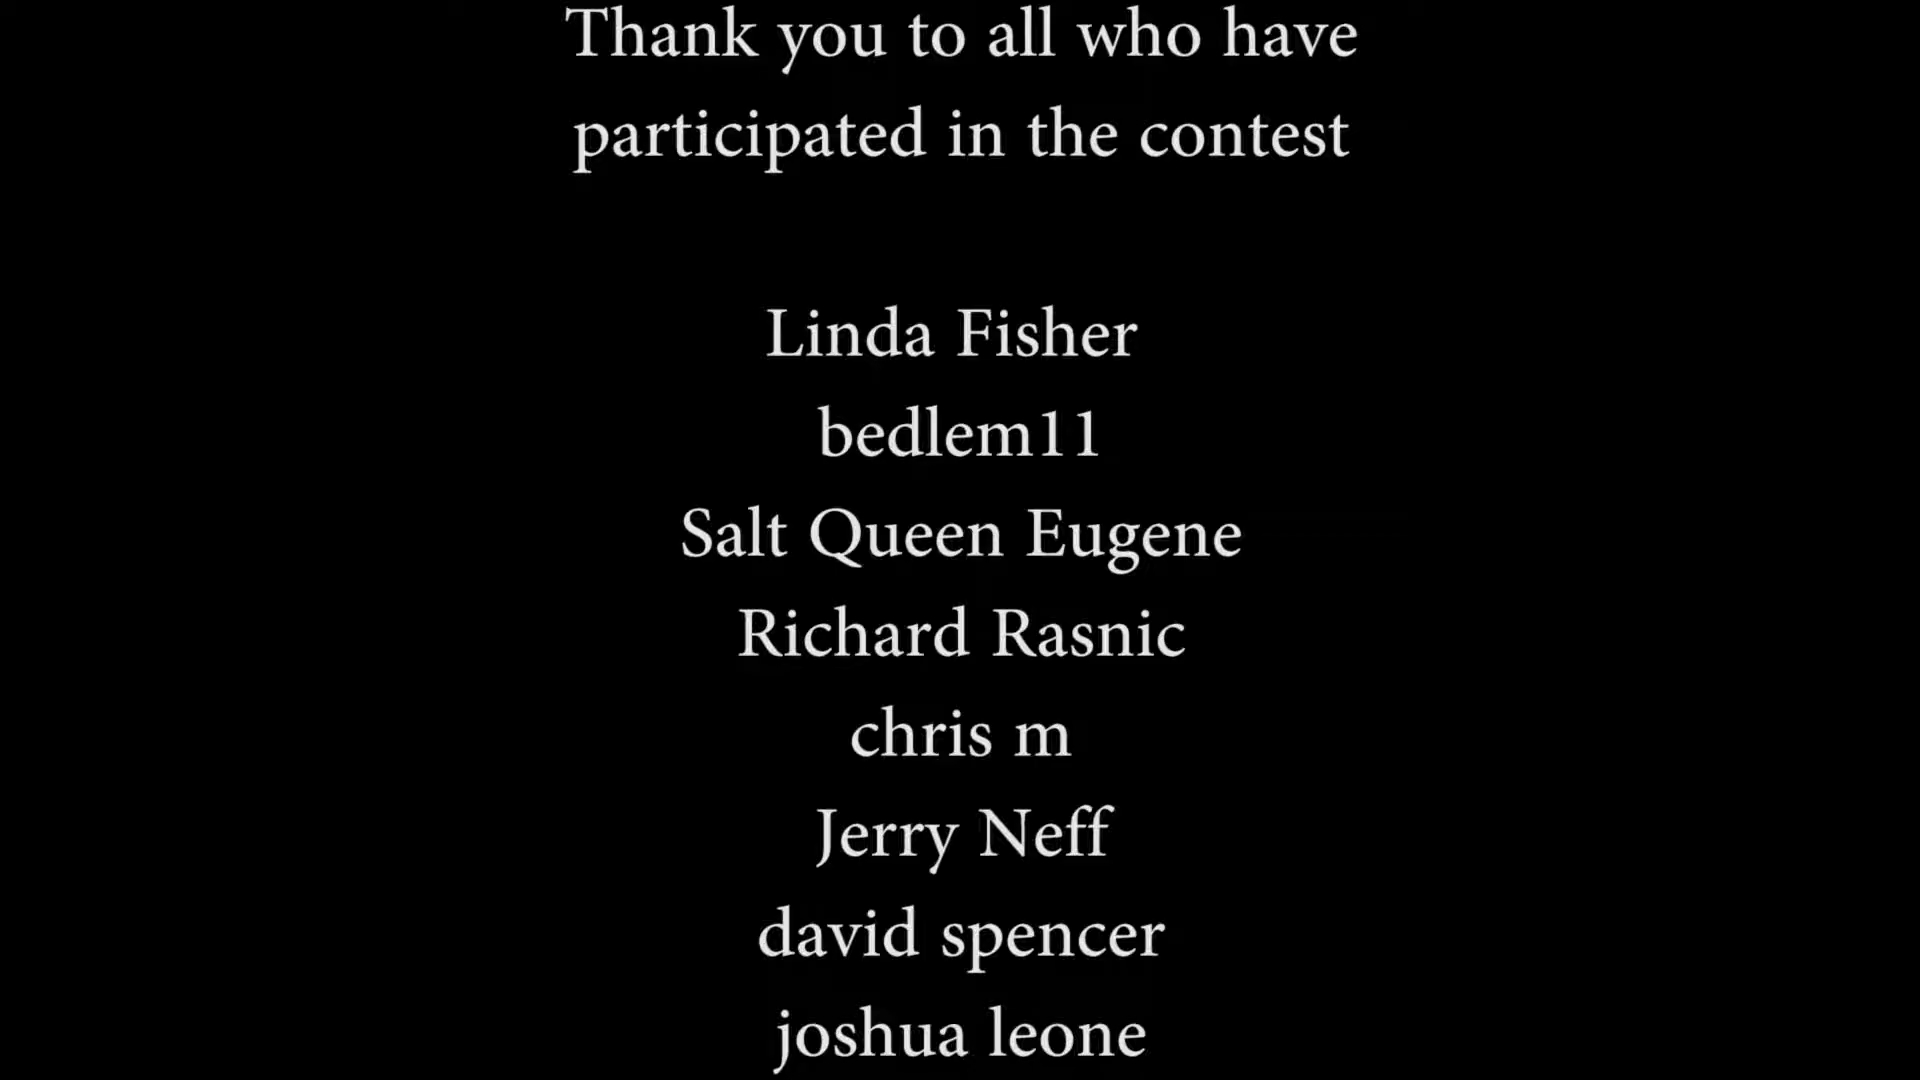 Thank you to all who have
participated in the contest
Linda Fisher
bedlem11
Salt Queen Eugene
Richard Rasnic
chris m
Jerry Neff
david spencer
joshua leone